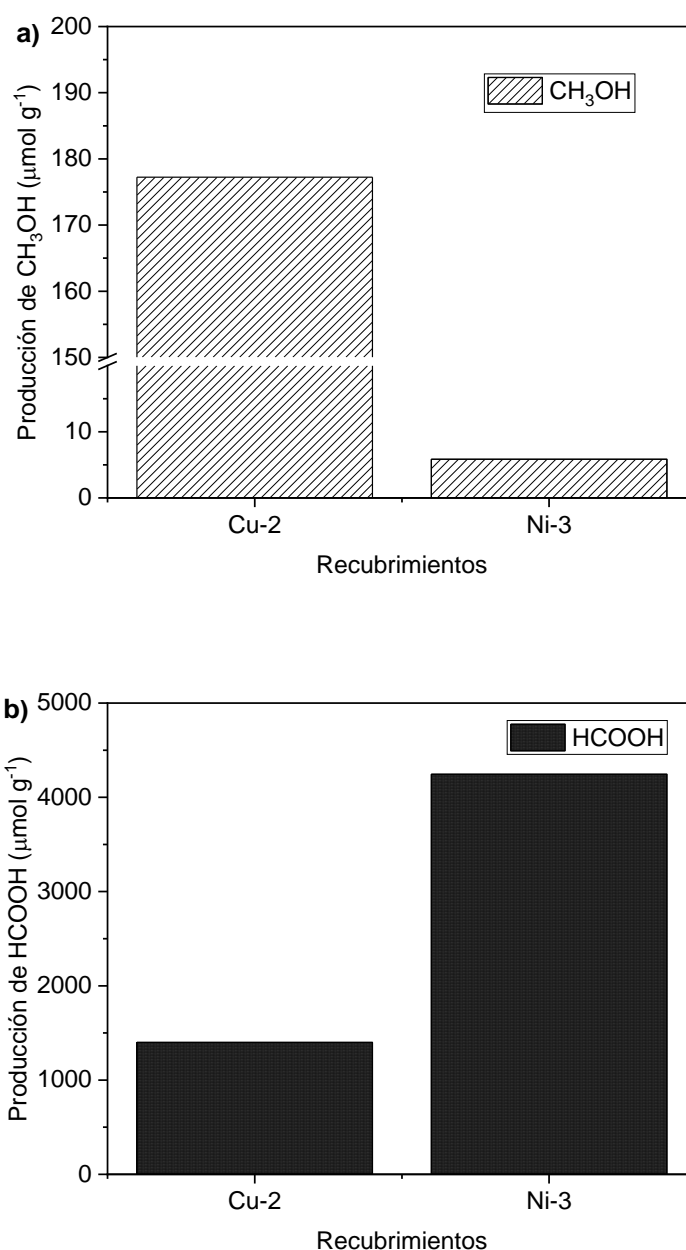 a)
200
190
180
170
160
150
10
0
Producción de CH₃OH (μmol g⁻¹)
CH₃OH
Cu-2
Ni-3
Recubrimientos
b)
5000
4000
3000
2000
1000
0
Producción de HCOOH (μmol g⁻¹)
HCOOH
Cu-2
Ni-3
Recubrimientos